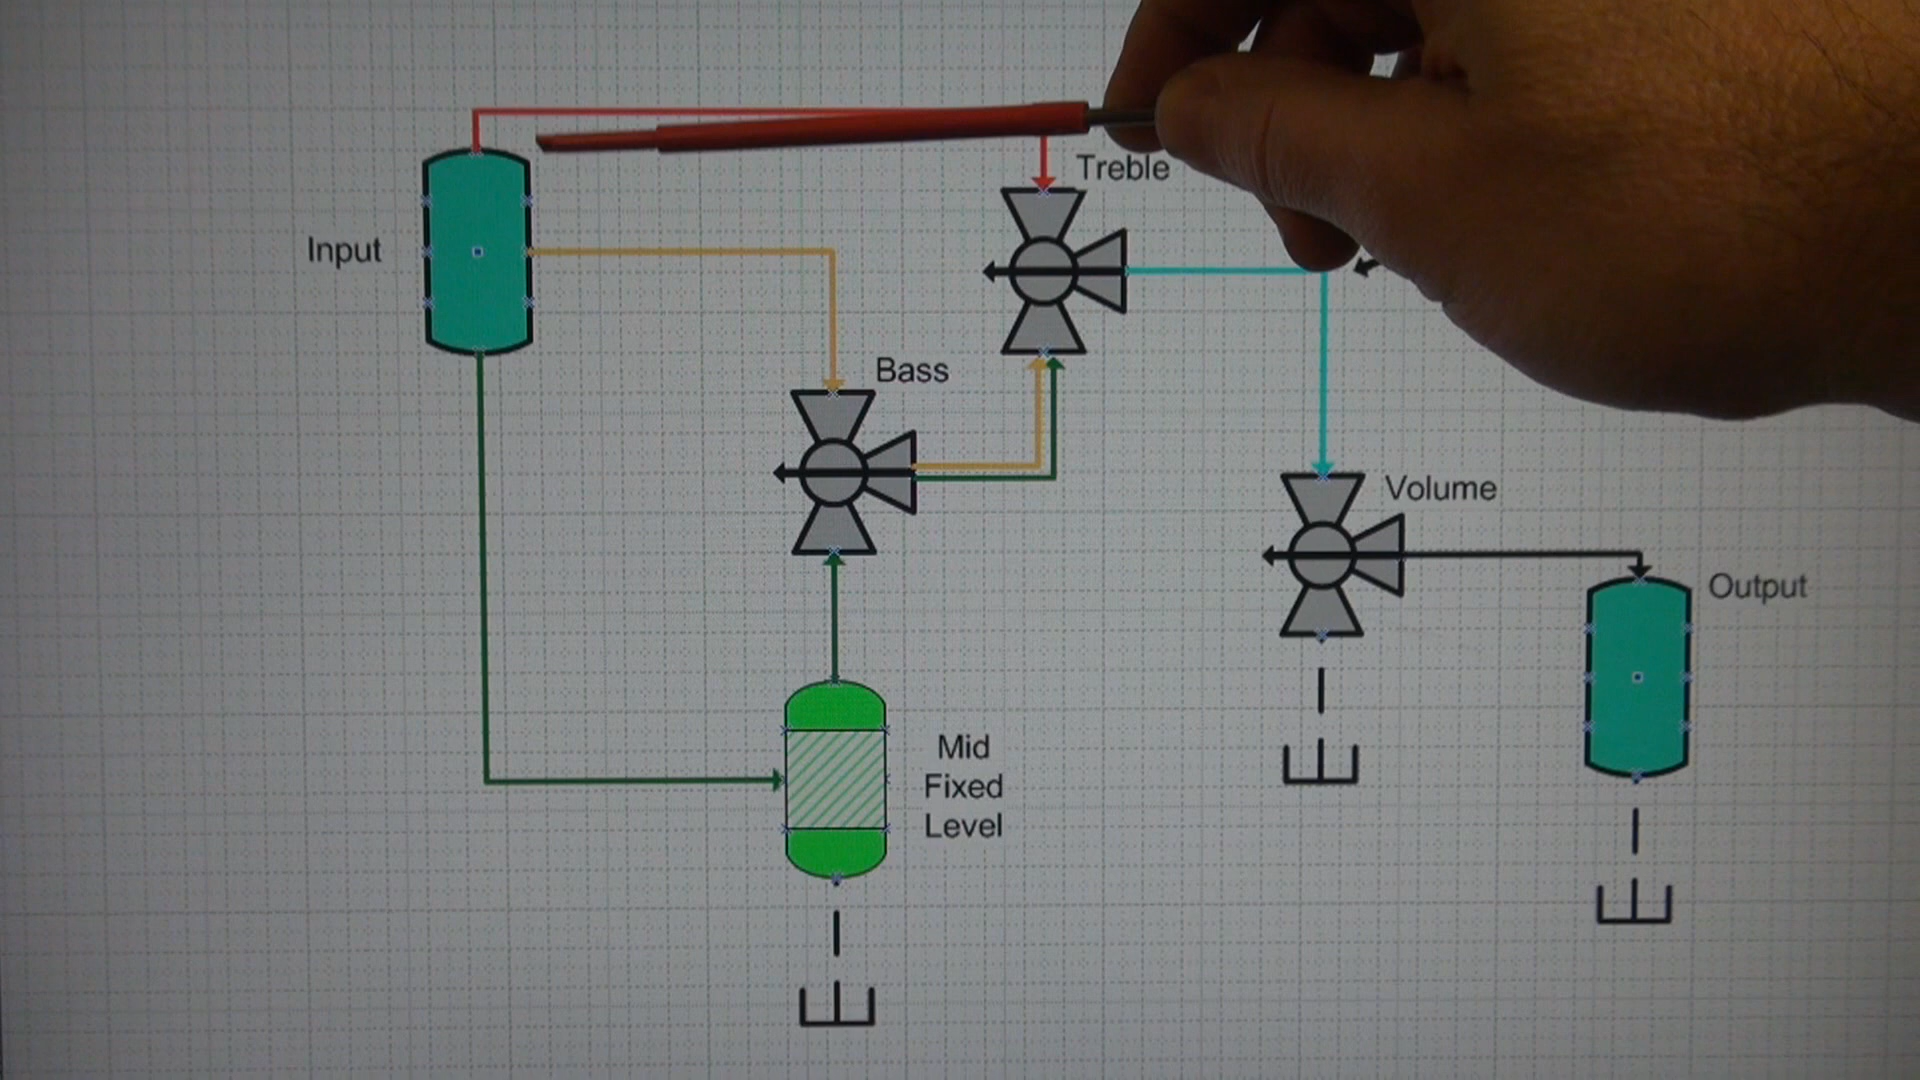 Treble
Input
Bass
Volume
Output
Mid
Fixed
Level